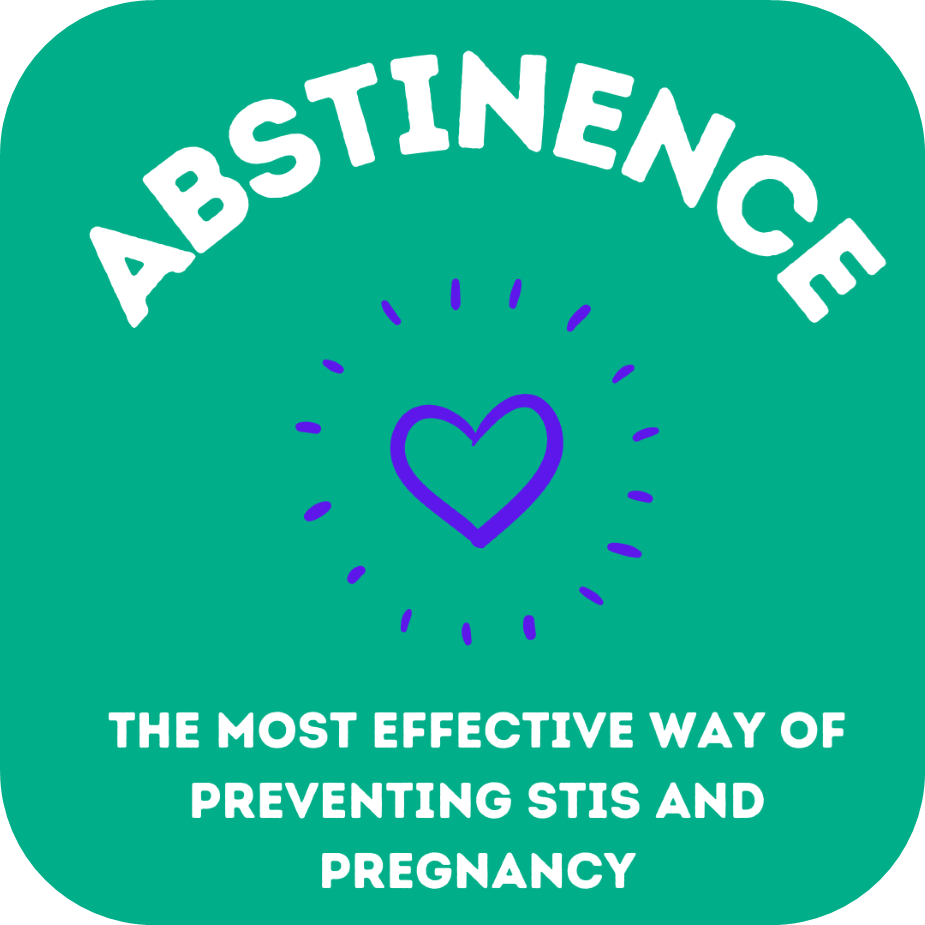 ABSTINENCE
THE MOST EFFECTIVE WAY OF
PREVENTING STIS AND
PREGNANCY